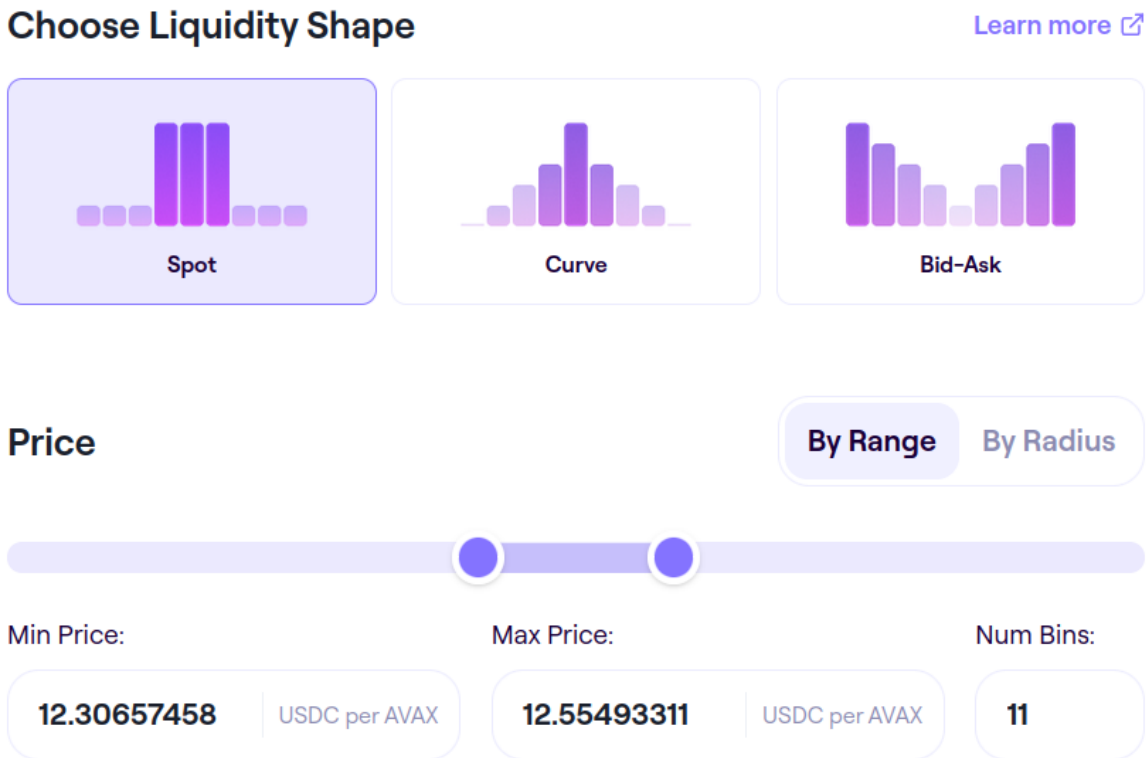 Choose Liquidity Shape Learn more
Spot Curve Bid-Ask
Price By Range By Radius
Min Price: Max Price: Num Bins:
12.30657458 USDC per AVAX 12.55493311 USDC per AVAX 11